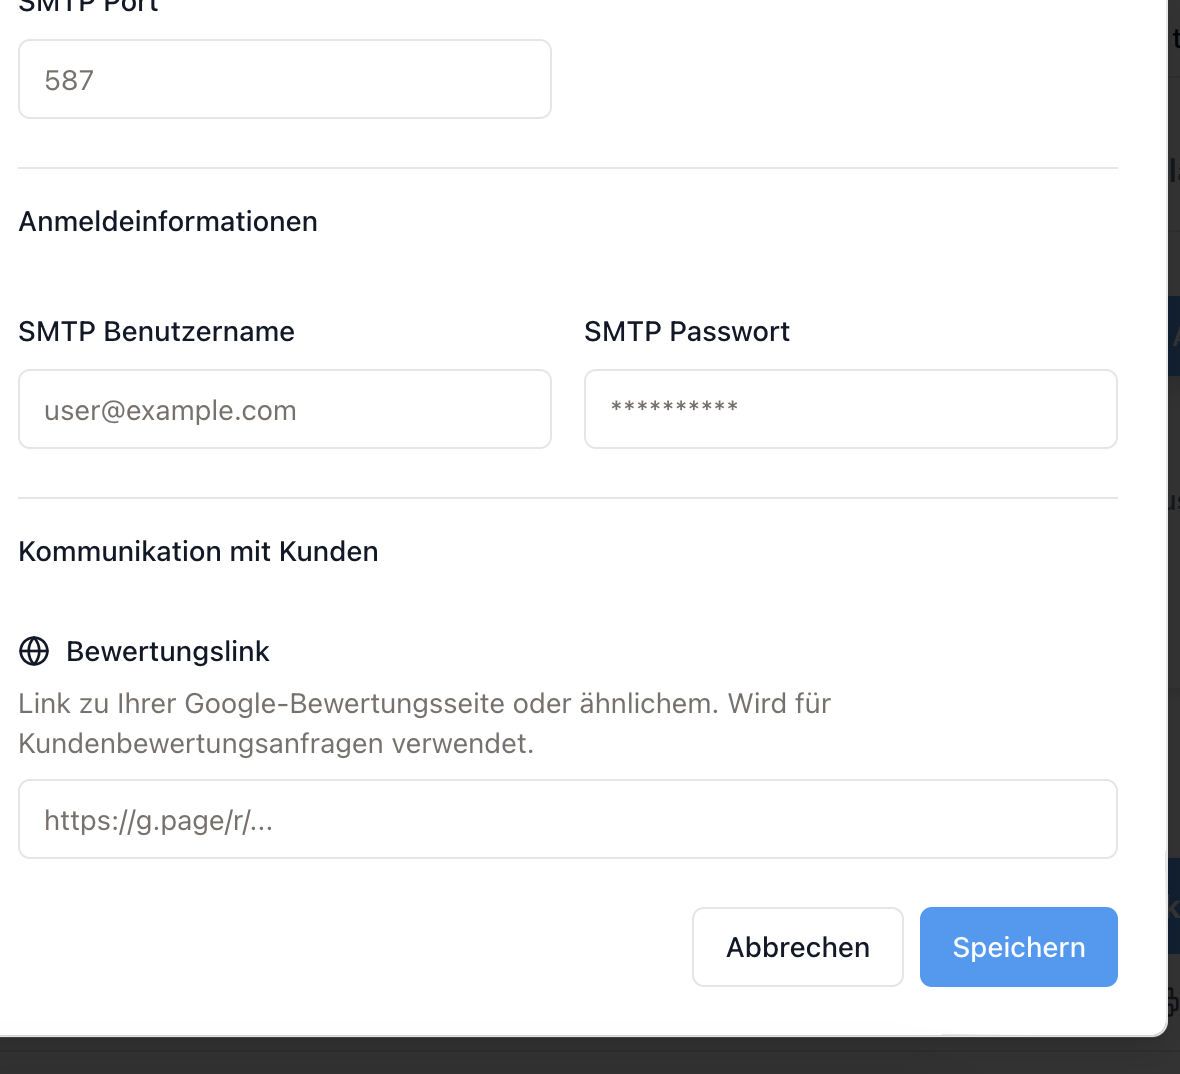 SMTP Port
587
Anmeldeinformationen
SMTP Benutzername
SMTP Passwort
user@example.com
**********
Kommunikation mit Kunden
Bewertungslink
Link zu Ihrer Google-Bewertungsseite oder ähnlichem. Wird für
Kundenbewertungsanfragen verwendet.
https://g.page/r/...
Abbrechen
Speichern